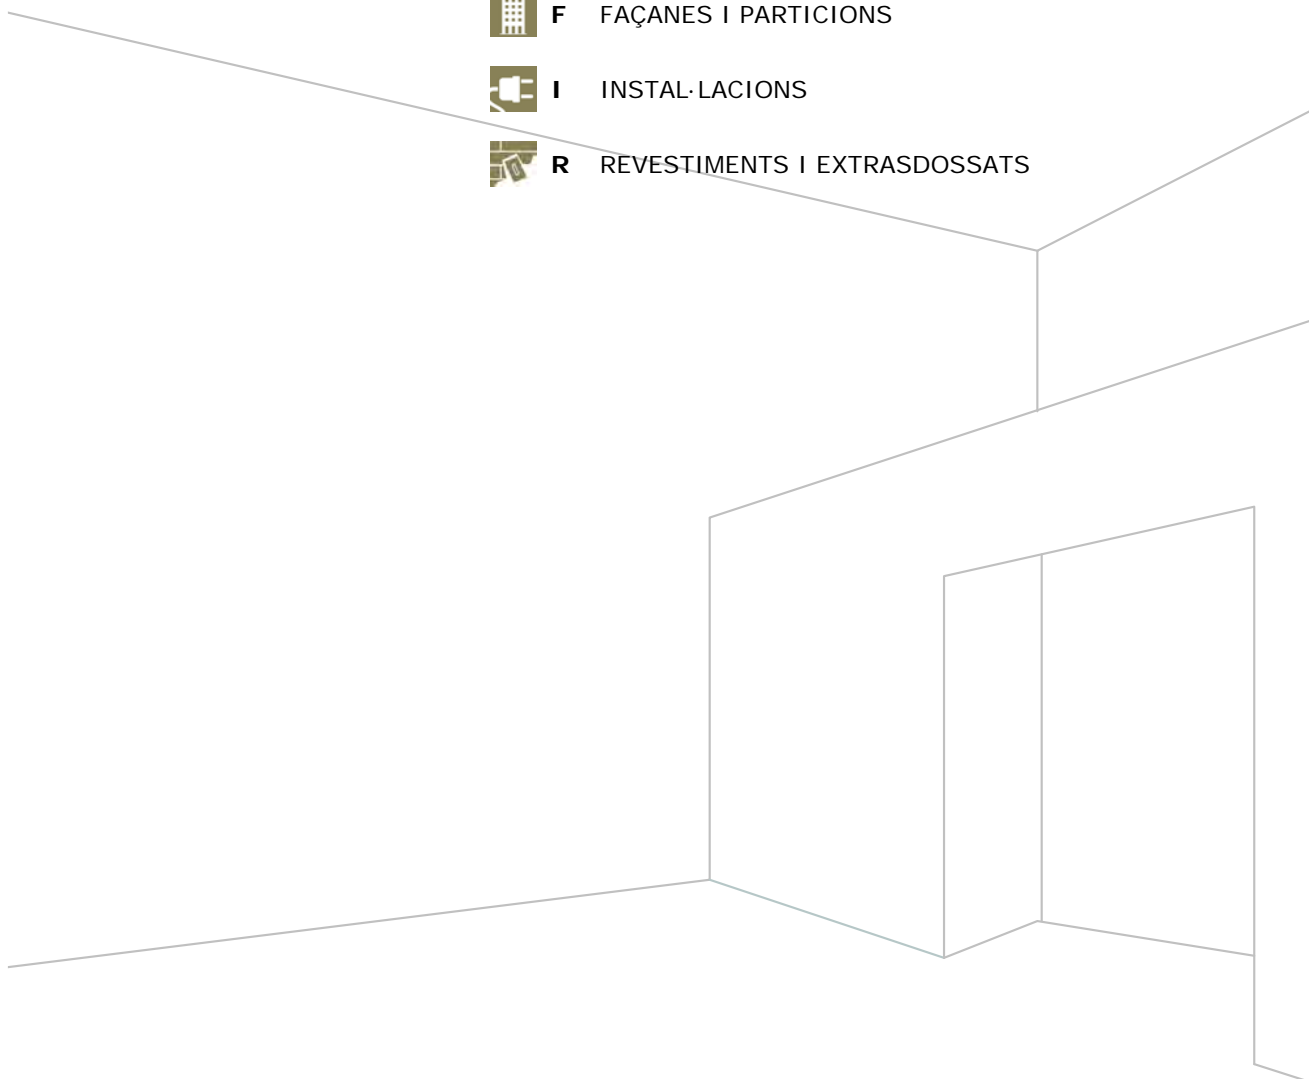 F FAÇANES I PARTICIONS
I INSTAL·LACIONS
R REVESTIMENTS I EXTRASDOSSATS